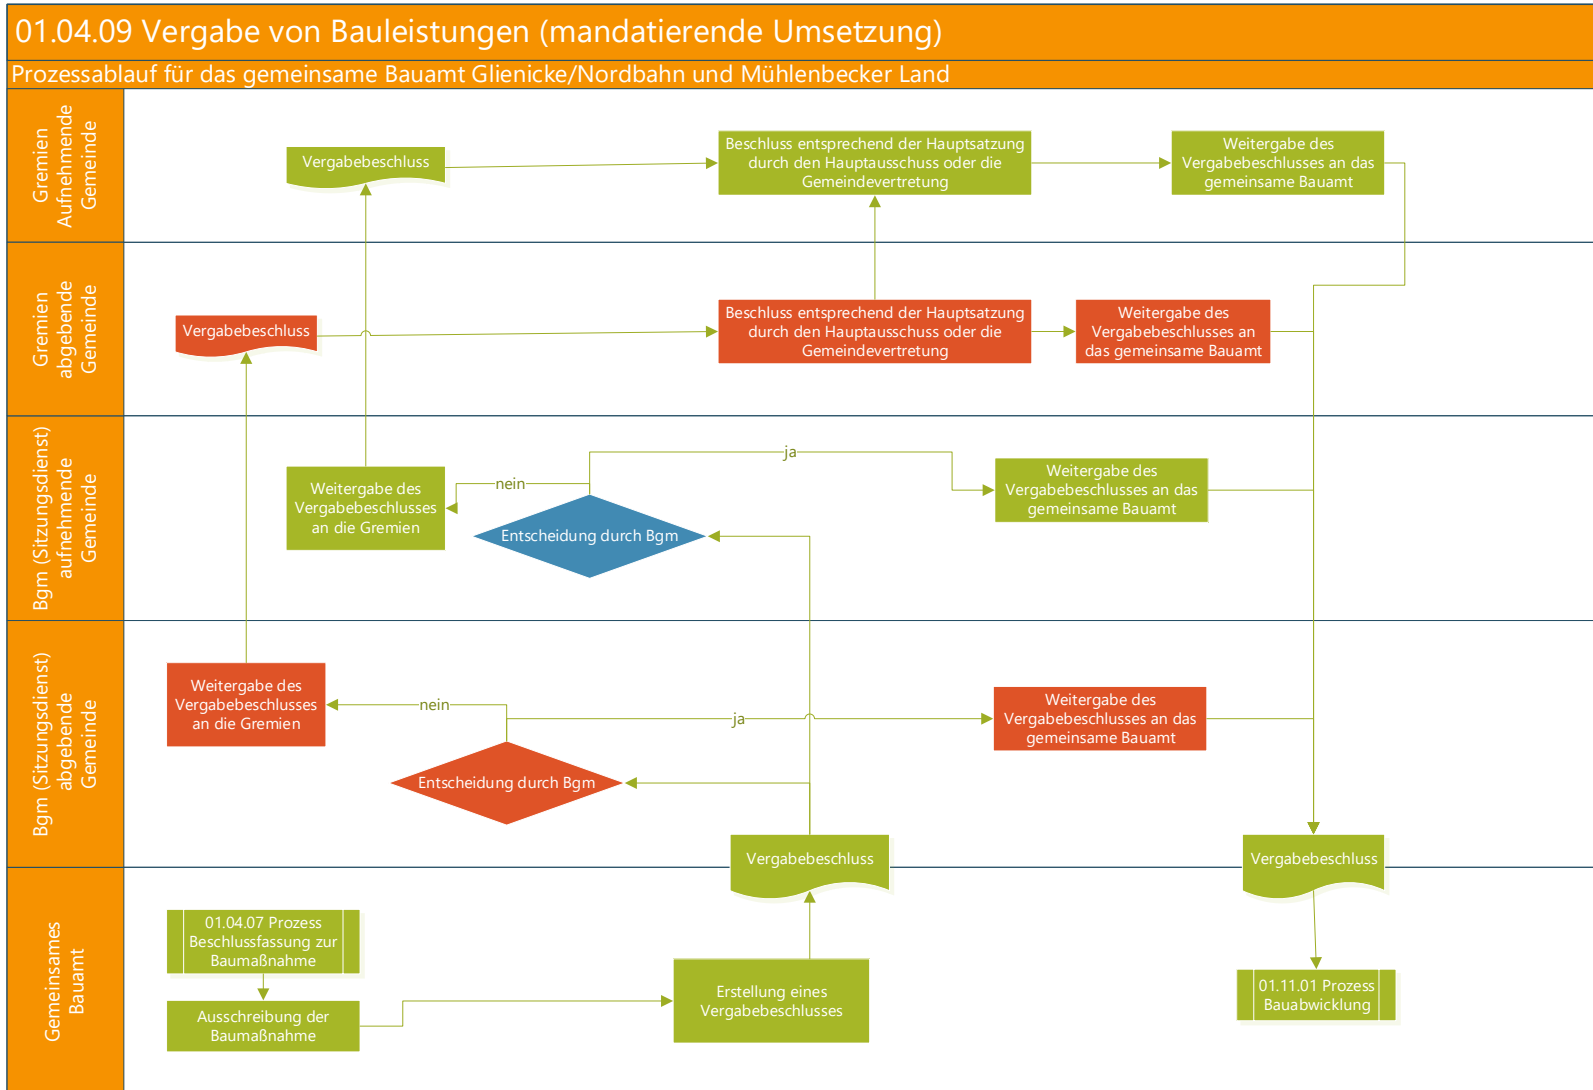 01.04.09 Vergabe von Bauleistungen (mandatierende Umsetzung)
Prozessablauf für das gemeinsame Bauamt Glienicke/Nordbahn und Mühlenbecker Land
Gremien
Aufnehmende
Gemeinde
Vergabebeschluss
Beschluss entsprechend der Hauptsatzung
durch den Hauptausschuss oder die
Gemeindevertretung
Weitergabe des
Vergabebeschlusses an das
gemeinsame Bauamt
Gremien
abgebende
Gemeinde
Vergabebeschluss
Beschluss entsprechend der Hauptsatzung
durch den Hauptausschuss oder die
Gemeindevertretung
Weitergabe des
Vergabebeschlusses an
das gemeinsame Bauamt
Bgm (Sitzungsdienst)
aufnehmende
Gemeinde
Weitergabe des
Vergabebeschlusses
an die Gremien
nein
Entscheidung durch Bgm
ja
Weitergabe des
Vergabebeschlusses an das
gemeinsame Bauamt
Bgm (Sitzungsdienst)
abgebende
Gemeinde
Weitergabe des
Vergabebeschlusses
an die Gremien
nein
Entscheidung durch Bgm
ja
Weitergabe des
Vergabebeschlusses an das
gemeinsame Bauamt
Vergabebeschluss
Vergabebeschluss
Gemeinsames
Bauamt
01.04.07 Prozess
Beschlussfassung zur
Baumaßnahme
Ausschreibung der
Baumaßnahme
Erstellung eines
Vergabebeschlusses
01.11.01 Prozess
Bauabwicklung